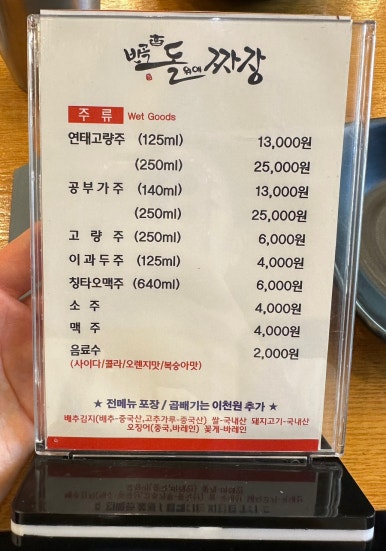 반점 돌 짜장
주 류 Wet Goods
연태고량주 (125ml) 13,000원
(250ml) 25,000원
공부가주 (140ml) 13,000원
(250ml) 25,000원
고 량 주 (250ml) 6,000원
이과두주 (125ml) 4,000원
칭타오맥주 (640ml) 6,000원
소 주 4,000원
맥 주 4,000원
음료수 2,000원
(사이다/콜라/오렌지맛/복숭아맛)
★ 전메뉴 포장 / 곱배기는 이천원 추가 ★
배추김치(배추-중국산,고추가루-중국산) 쌀-국내산 돼지고기-국내산
오징어(중국,바레인) 꽃게-바레인